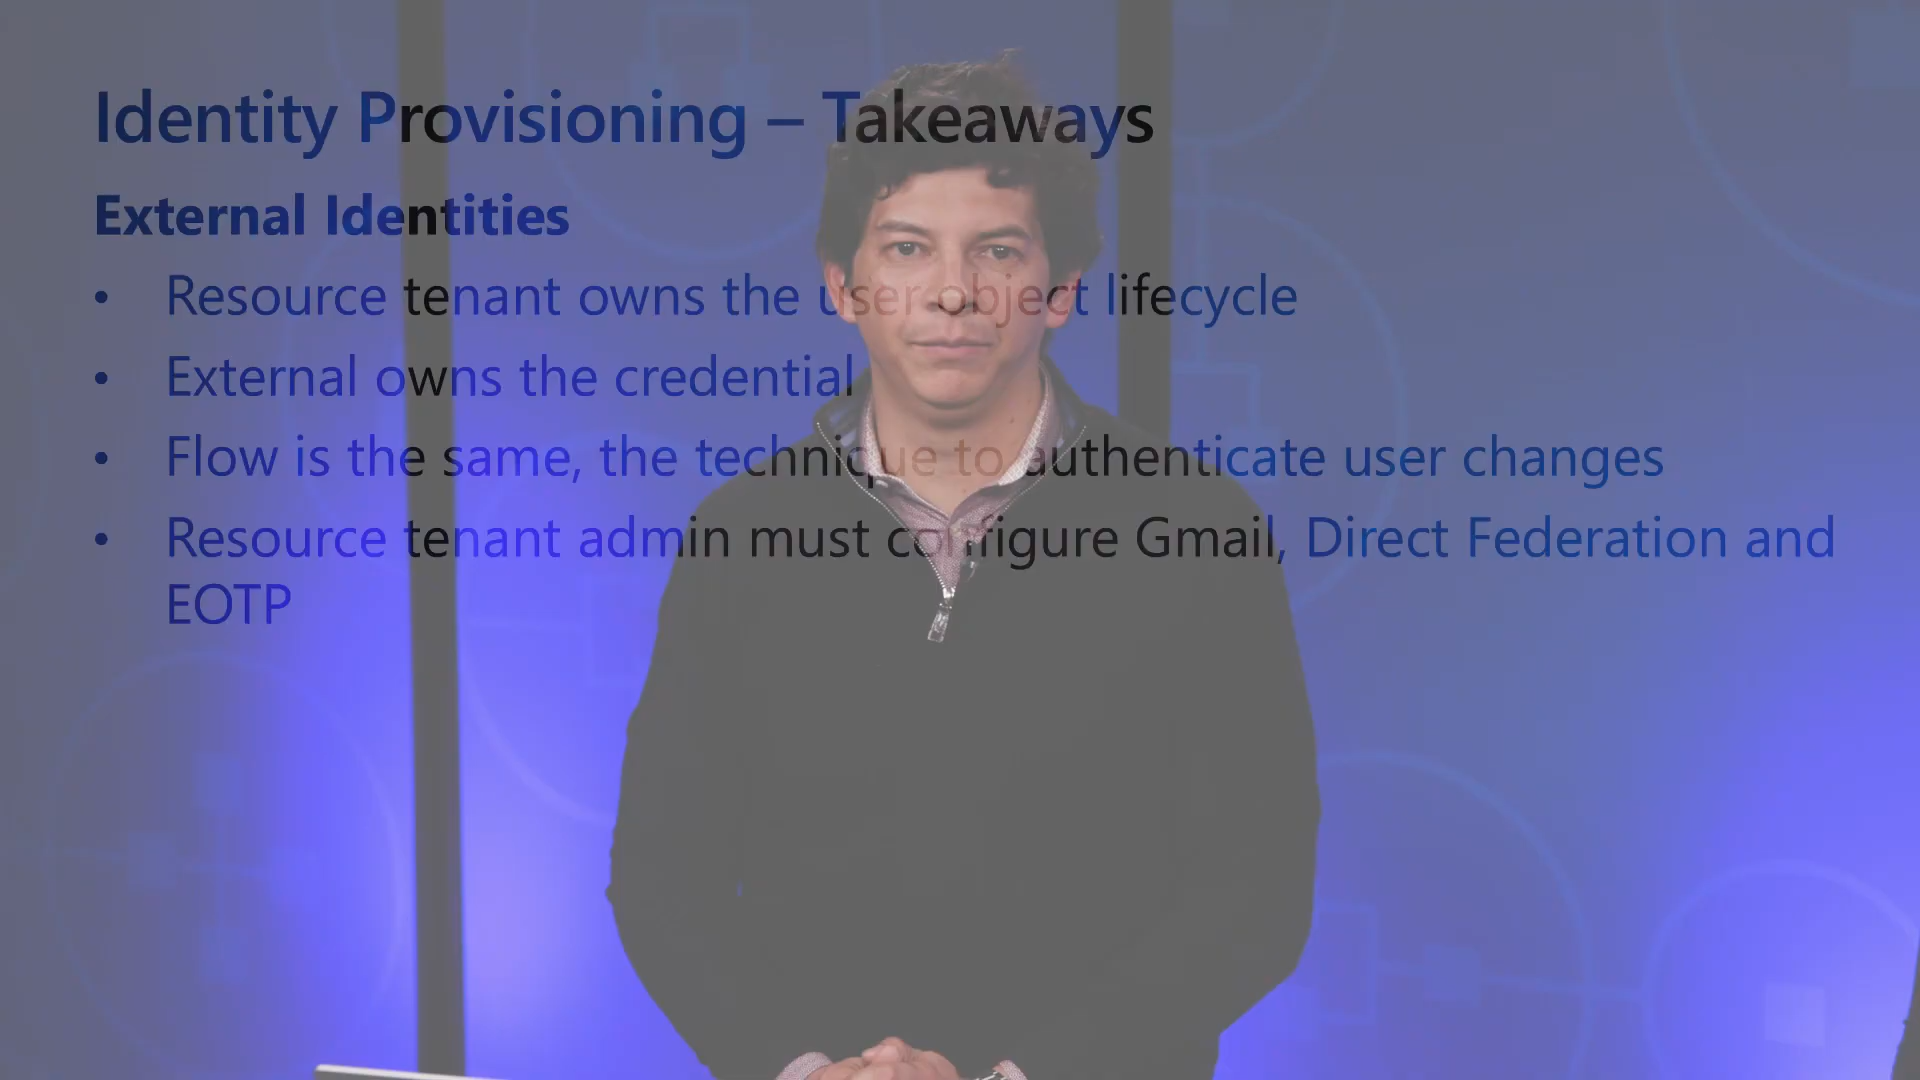 Identity Provisioning – Takeaways
External Identities
• Resource tenant owns the user object lifecycle
• External owns the credential
• Flow is the same, the technique to authenticate user changes
• Resource tenant admin must configure Gmail, Direct Federation and
EOTP